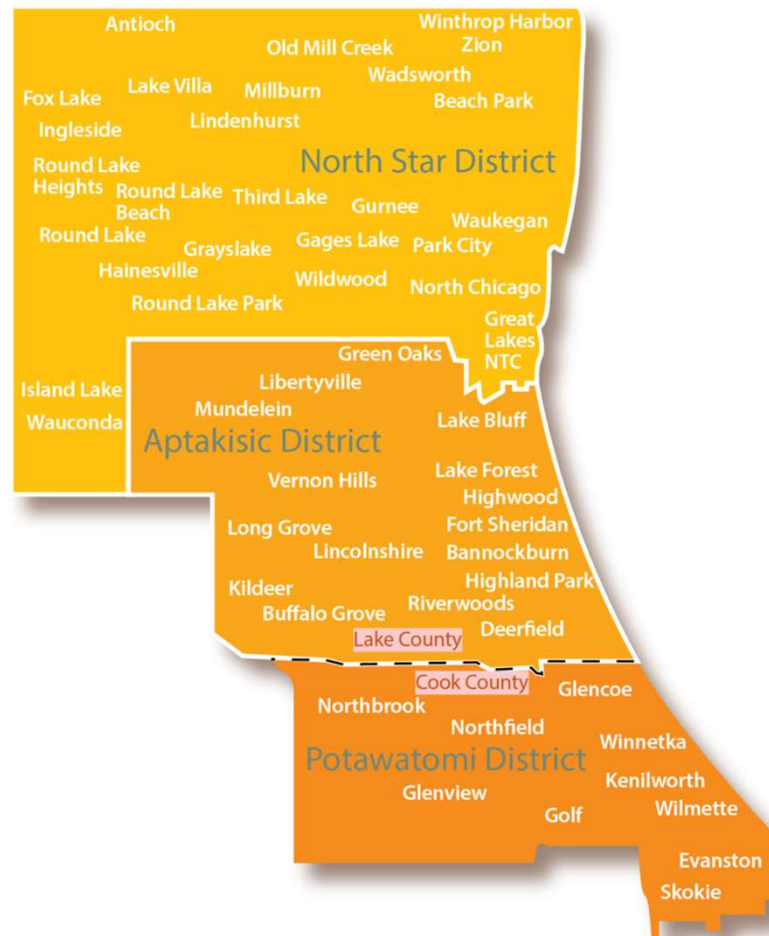 Antioch
Winthrop Harbor
Zion
Old Mill Creek
Wadsworth
Lake Villa
Millburn
Fox Lake
Beach Park
Ingleside
Lindenhurst
North Star District
Round Lake
Heights
Round Lake
Beach
Third Lake
Gurnee
Waukegan
Round Lake
Grayslake
Gages Lake
Park City
Hainesville
Wildwood
North Chicago
Round Lake Park
Great
Lakes
NTC
Green Oaks
Island Lake
Libertyville
Mundelein
Wauconda
Lake Bluff
Aptakisic District
Vernon Hills
Lake Forest
Highwood
Long Grove
Fort Sheridan
Lincolnshire
Bannockburn
Kildeer
Highland Park
Buffalo Grove
Riverwoods
Deerfield
Lake County
Cook County
Glencoe
Northbrook
Northfield
Winnetka
Potawatomi District
Kenilworth
Glenview
Wilmette
Golf
Evanston
Skokie